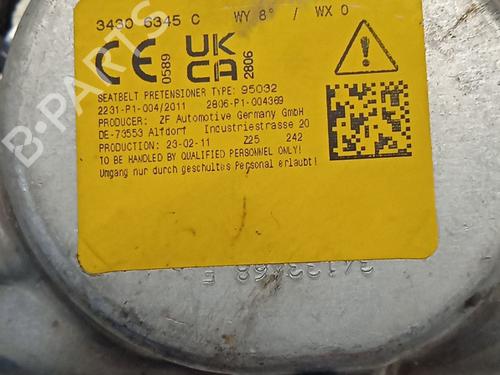 3430 6345 C WY 8° / WX 0
CE 0589 UK CA 2806
SEATBELT PRETENSIONER TYPE: 95032
2231-P1-004/2011 2806-P1-004369
PRODUCER: ZF Automotive Germany GmbH
DE-73553 Alfdorf Industriestrasse 20
PRODUCTION: 23-02-11 Z25 242
TO BE HANDLED BY QUALIFIED PERSONNEL ONLY!
Umgang nur durch geschultes Personal erlaubt!
B-PARTS